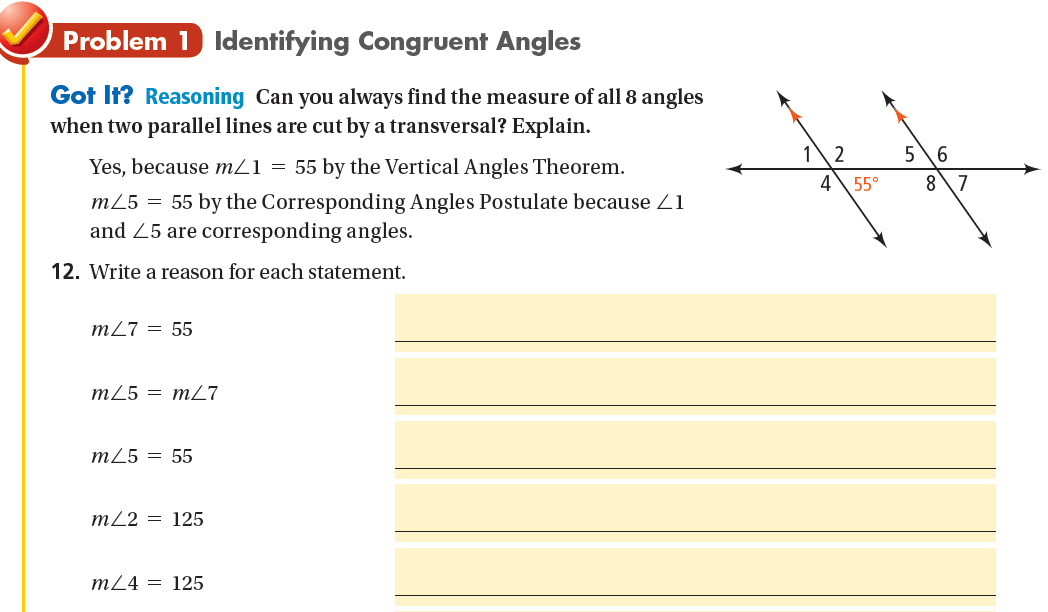 Problem 1 Identifying Congruent Angles
Got It? Reasoning Can you always find the measure of all 8 angles
when two parallel lines are cut by a transversal? Explain.
Yes, because m∠1 = 55 by the Vertical Angles Theorem.
m∠5 = 55 by the Corresponding Angles Postulate because ∠1
and ∠5 are corresponding angles.
1 2 5 6
4 55° 8 7
12. Write a reason for each statement.
m∠7 = 55
m∠5 = m∠7
m∠5 = 55
m∠2 = 125
m∠4 = 125